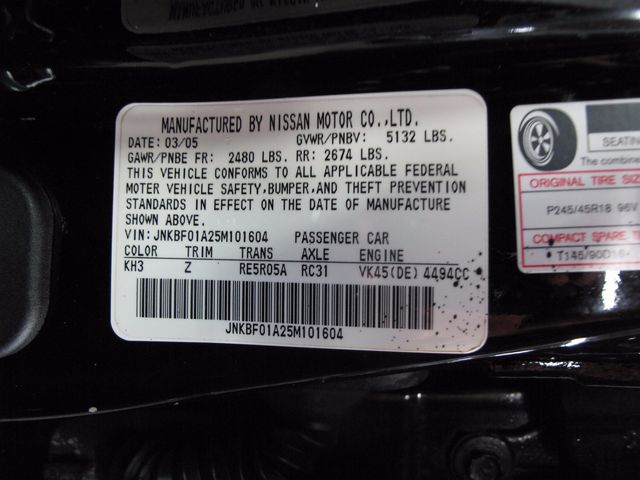 MANUFACTURED BY NISSAN MOTOR CO.,LTD.
DATE: 03/05 GVWR/PNBV: 5132 LBS.
GAWR/PNBE FR: 2480 LBS. RR: 2674 LBS.
THIS VEHICLE CONFORMS TO ALL APPLICABLE FEDERAL
MOTER VEHICLE SAFETY,BUMPER,AND THEFT PREVENTION
STANDARDS IN EFFECT ON THE DATE OF MANUFACTURE
SHOWN ABOVE.
VIN: JNKBF01A25M101604 PASSENGER CAR
COLOR TRIM TRANS AXLE ENGINE
KH3 Z RE5R05A RC31 VK45(DE) 4494CC
JNKBF01A25M101604
SEATIN
The combine
ORIGINAL TIRE SIZ
P245/45R18 96V
COMPACT SPARE TI
T145/90D16